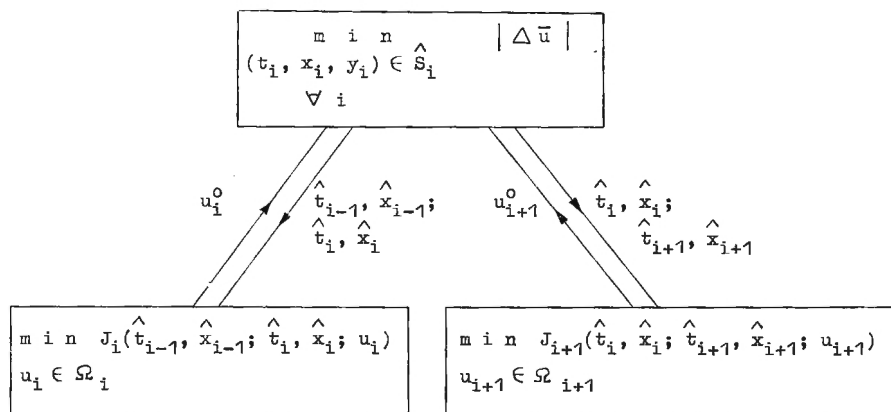 m i n | △ u̅ |
(t_i, x_i, y_i) ∈ Ŝ_i
∀ i
u_i^o
t̂_{i-1}, x̂_{i-1};
t̂_i, x̂_i
u_{i+1}^o
t̂_i, x̂_i;
t̂_{i+1}, x̂_{i+1}
m i n J_i(t̂_{i-1}, x̂_{i-1}; t̂_i, x̂_i; u_i)
u_i ∈ Ω_i
m i n J_{i+1}(t̂_i, x̂_i; t̂_{i+1}, x̂_{i+1}; u_{i+1})
u_{i+1} ∈ Ω_{i+1}